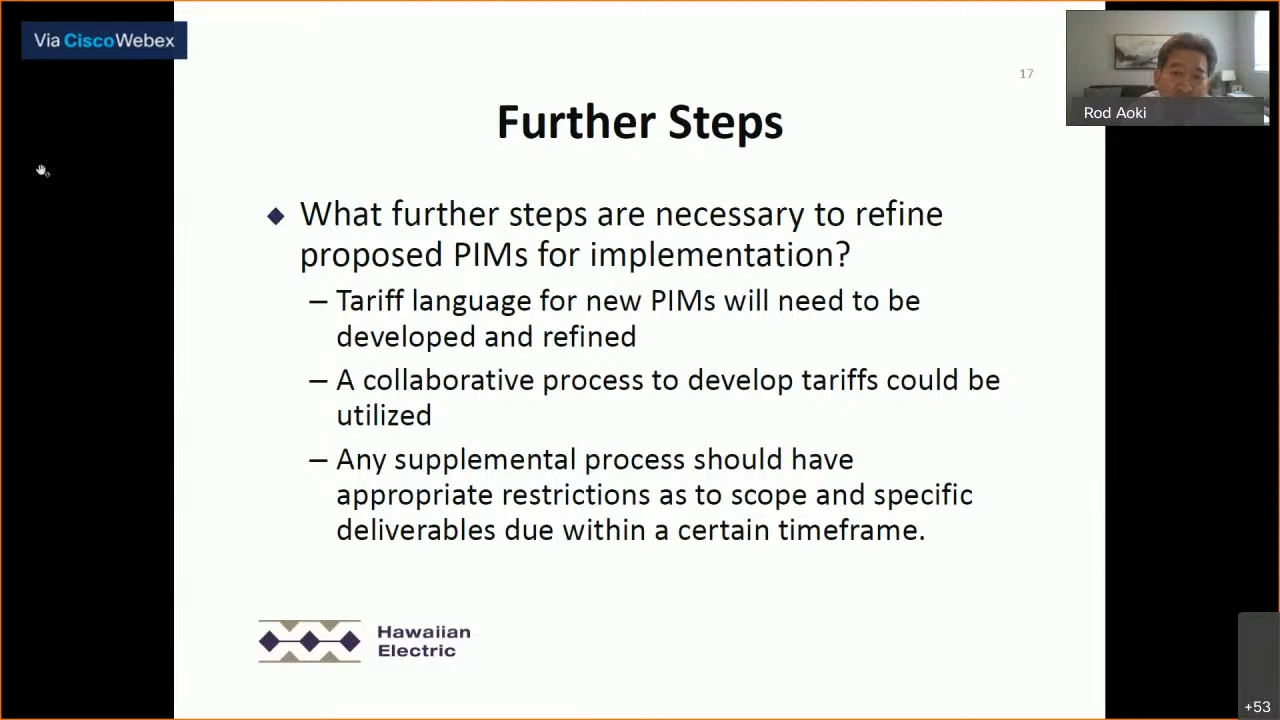 Via CiscoWebex
17
Rod Aoki
Further Steps
◆ What further steps are necessary to refine
proposed PIMs for implementation?
– Tariff language for new PIMs will need to be
developed and refined
– A collaborative process to develop tariffs could be
utilized
– Any supplemental process should have
appropriate restrictions as to scope and specific
deliverables due within a certain timeframe.
Hawaiian
Electric
+53